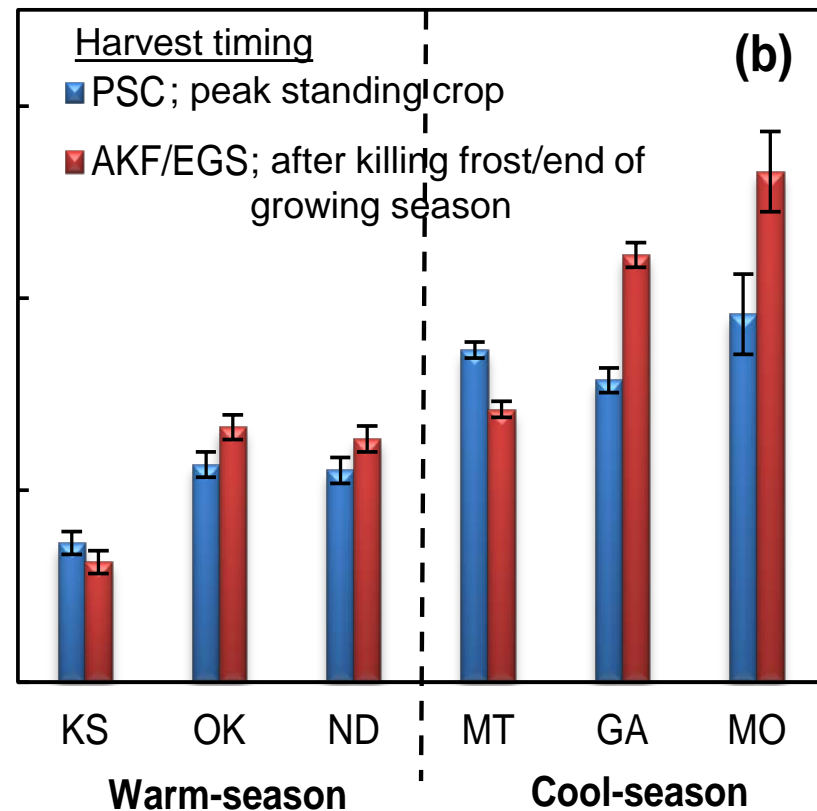 Harvest timing
(b)
PSC; peak standing crop
AKF/EGS; after killing frost/end of
growing season
KS OK ND MT GA MO
Warm-season Cool-season